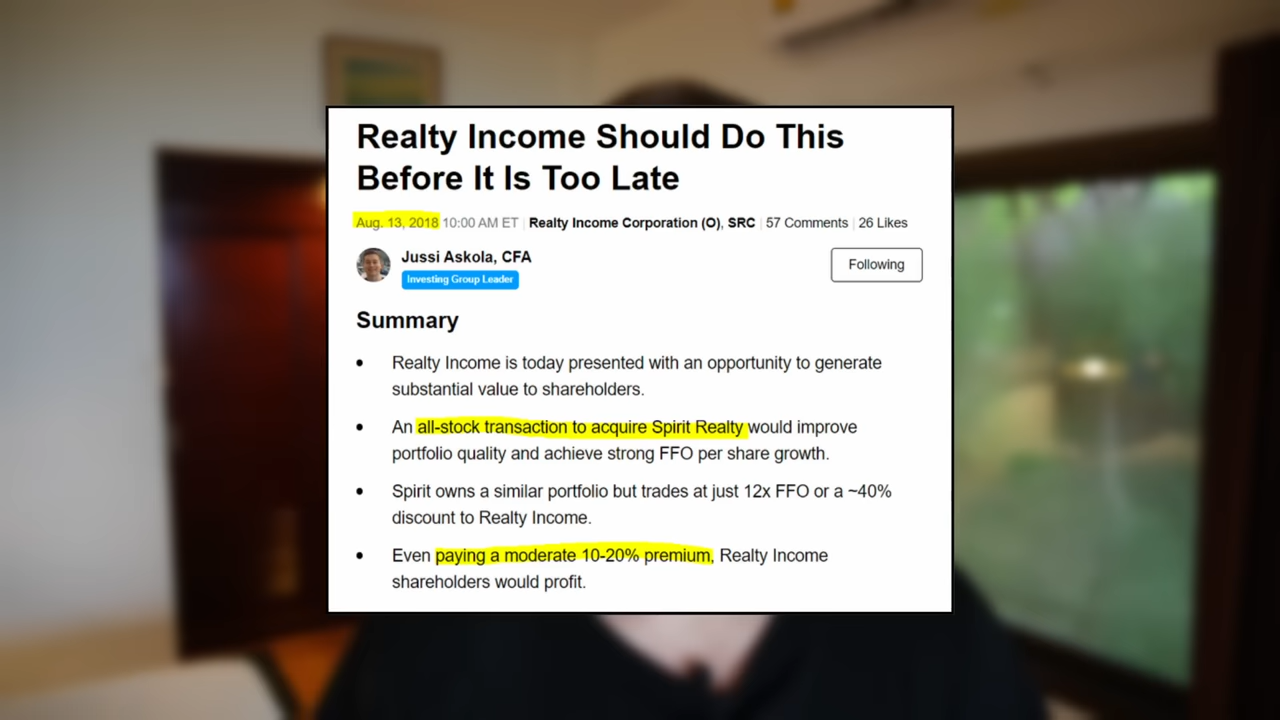 Realty Income Should Do This
Before It Is Too Late
Aug. 13, 2018 10:00 AM ET | Realty Income Corporation (O), SRC | 57 Comments | 26 Likes
Jussi Askola, CFA
Investing Group Leader
Following
Summary
• Realty Income is today presented with an opportunity to generate
substantial value to shareholders.
• An all-stock transaction to acquire Spirit Realty would improve
portfolio quality and achieve strong FFO per share growth.
• Spirit owns a similar portfolio but trades at just 12x FFO or a ~40%
discount to Realty Income.
• Even paying a moderate 10-20% premium, Realty Income
shareholders would profit.